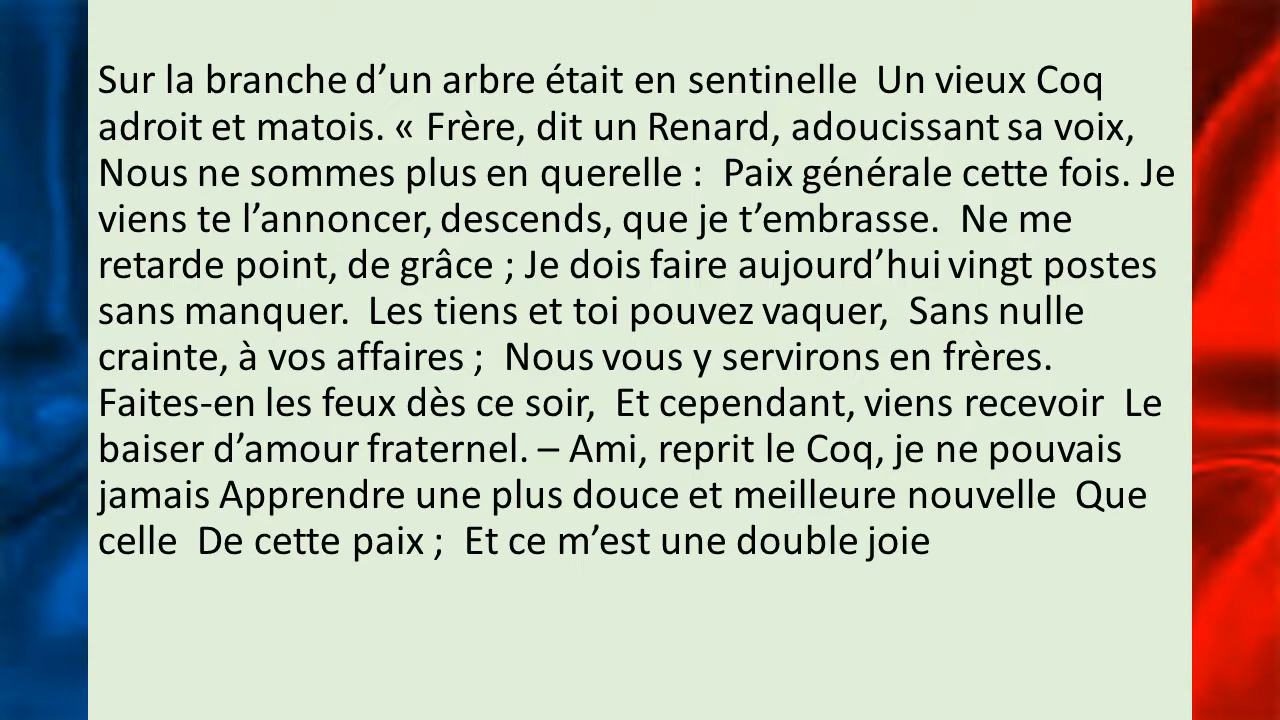 Sur la branche d’un arbre était en sentinelle  Un vieux Coq
adroit et matois. « Frère, dit un Renard, adoucissant sa voix,
Nous ne sommes plus en querelle :  Paix générale cette fois. Je
viens te l’annoncer, descends, que je t’embrasse.  Ne me
retarde point, de grâce ; Je dois faire aujourd’hui vingt postes
sans manquer.  Les tiens et toi pouvez vaquer,  Sans nulle
crainte, à vos affaires ;  Nous vous y servirons en frères.
Faites-en les feux dès ce soir,  Et cependant, viens recevoir  Le
baiser d’amour fraternel. – Ami, reprit le Coq, je ne pouvais
jamais Apprendre une plus douce et meilleure nouvelle  Que
celle  De cette paix ;  Et ce m’est une double joie